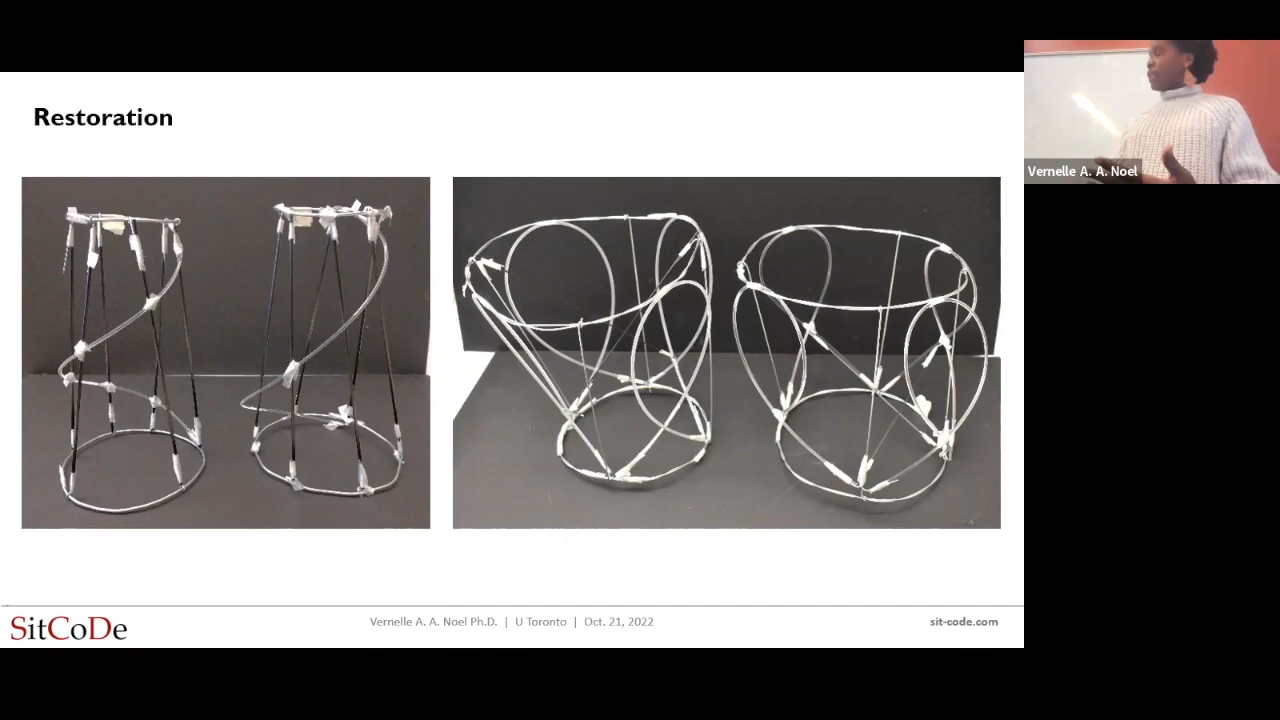 Restoration
Vernelle A. A. Noel
SitCoDe
Vernelle A. A. Noel Ph.D. | U Toronto | Oct. 21, 2022
sit-code.com